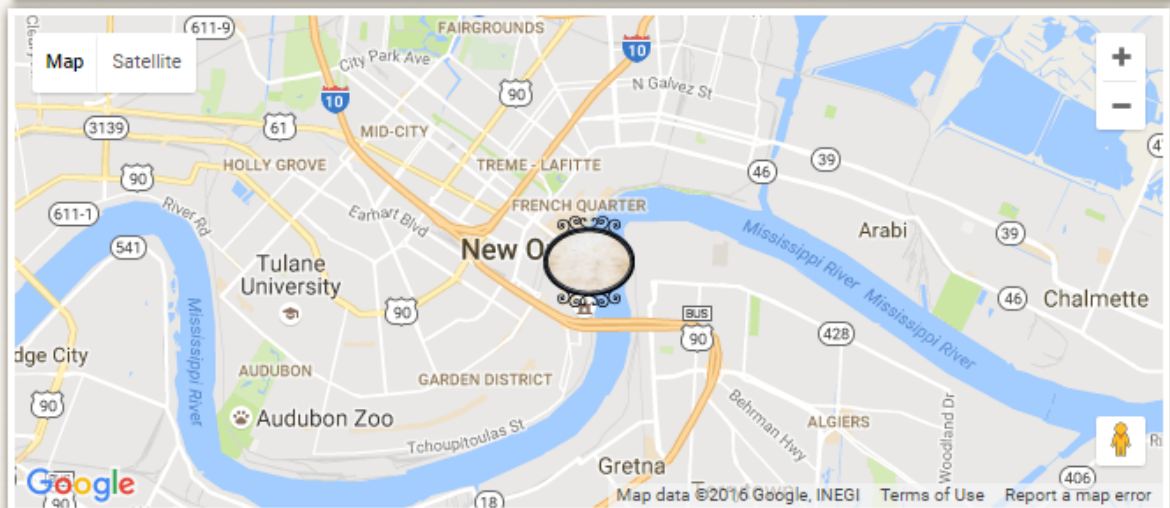 611-9
FAIRGROUNDS
10
Map Satellite
City Park Ave
+
10
90
N Galvez St
−
3139
61
MID-CITY
39
HOLLY GROVE
TREME - LAFITTE
46
90
River Rd
FRENCH QUARTER
611-1
Earhart Blvd
Arabi
39
541
New O
Mississippi River
Tulane
University
Mississippi River
46
Chalmette
90
BUS
90
428
Mississippi River
dge City
AUDUBON
GARDEN DISTRICT
90
Audubon Zoo
Behrman Hwy
ALGIERS
Woodland Dr
Tchoupitoulas St
Gretna
406
Google
90
18
Map data ©2016 Google, INEGI Terms of Use Report a map error